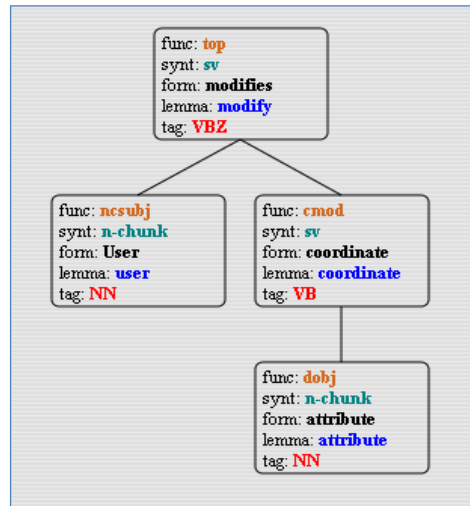 func: top
synt: sv
form: modifies
lemma: modify
tag: VBZ
func: ncsubj
synt: n-chunk
form: User
lemma: user
tag: NN
func: cmod
synt: sv
form: coordinate
lemma: coordinate
tag: VB
func: dobj
synt: n-chunk
form: attribute
lemma: attribute
tag: NN